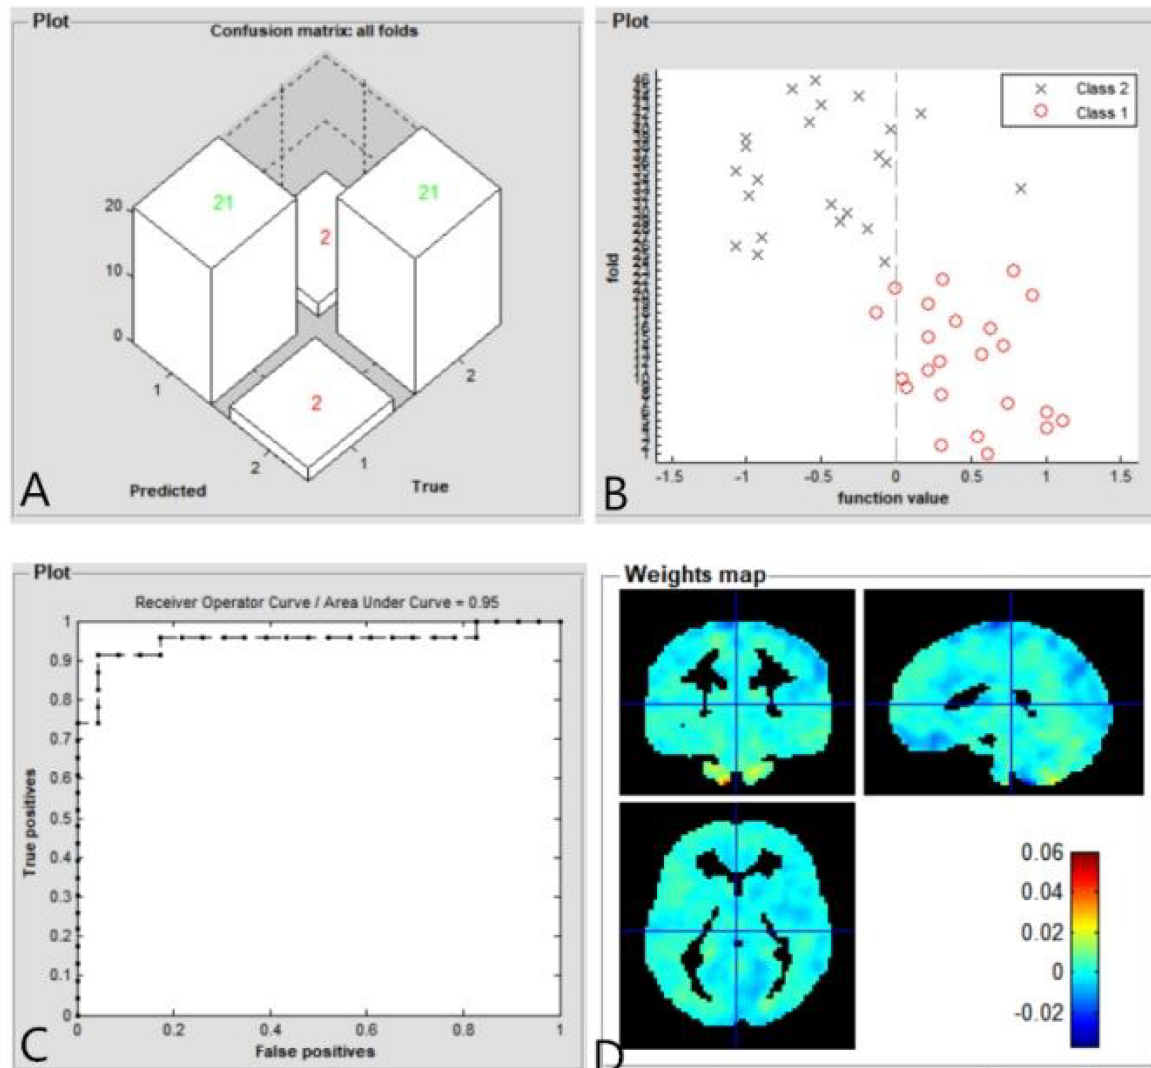 Plot
Confusion matrix: all folds
21
21
2
2
20
10
0
1
2
1
2
Predicted
True
A
Plot
Class 2
Class 1
fold
-1.5
-1
-0.5
0
0.5
1
1.5
function value
B
Plot
Receiver Operator Curve / Area Under Curve = 0.95
1
0.9
0.8
0.7
0.6
0.5
0.4
0.3
0.2
0.1
0
0
0.2
0.4
0.6
0.8
1
True positives
False positives
C
Weights map
0.06
0.04
0.02
0
-0.02
D